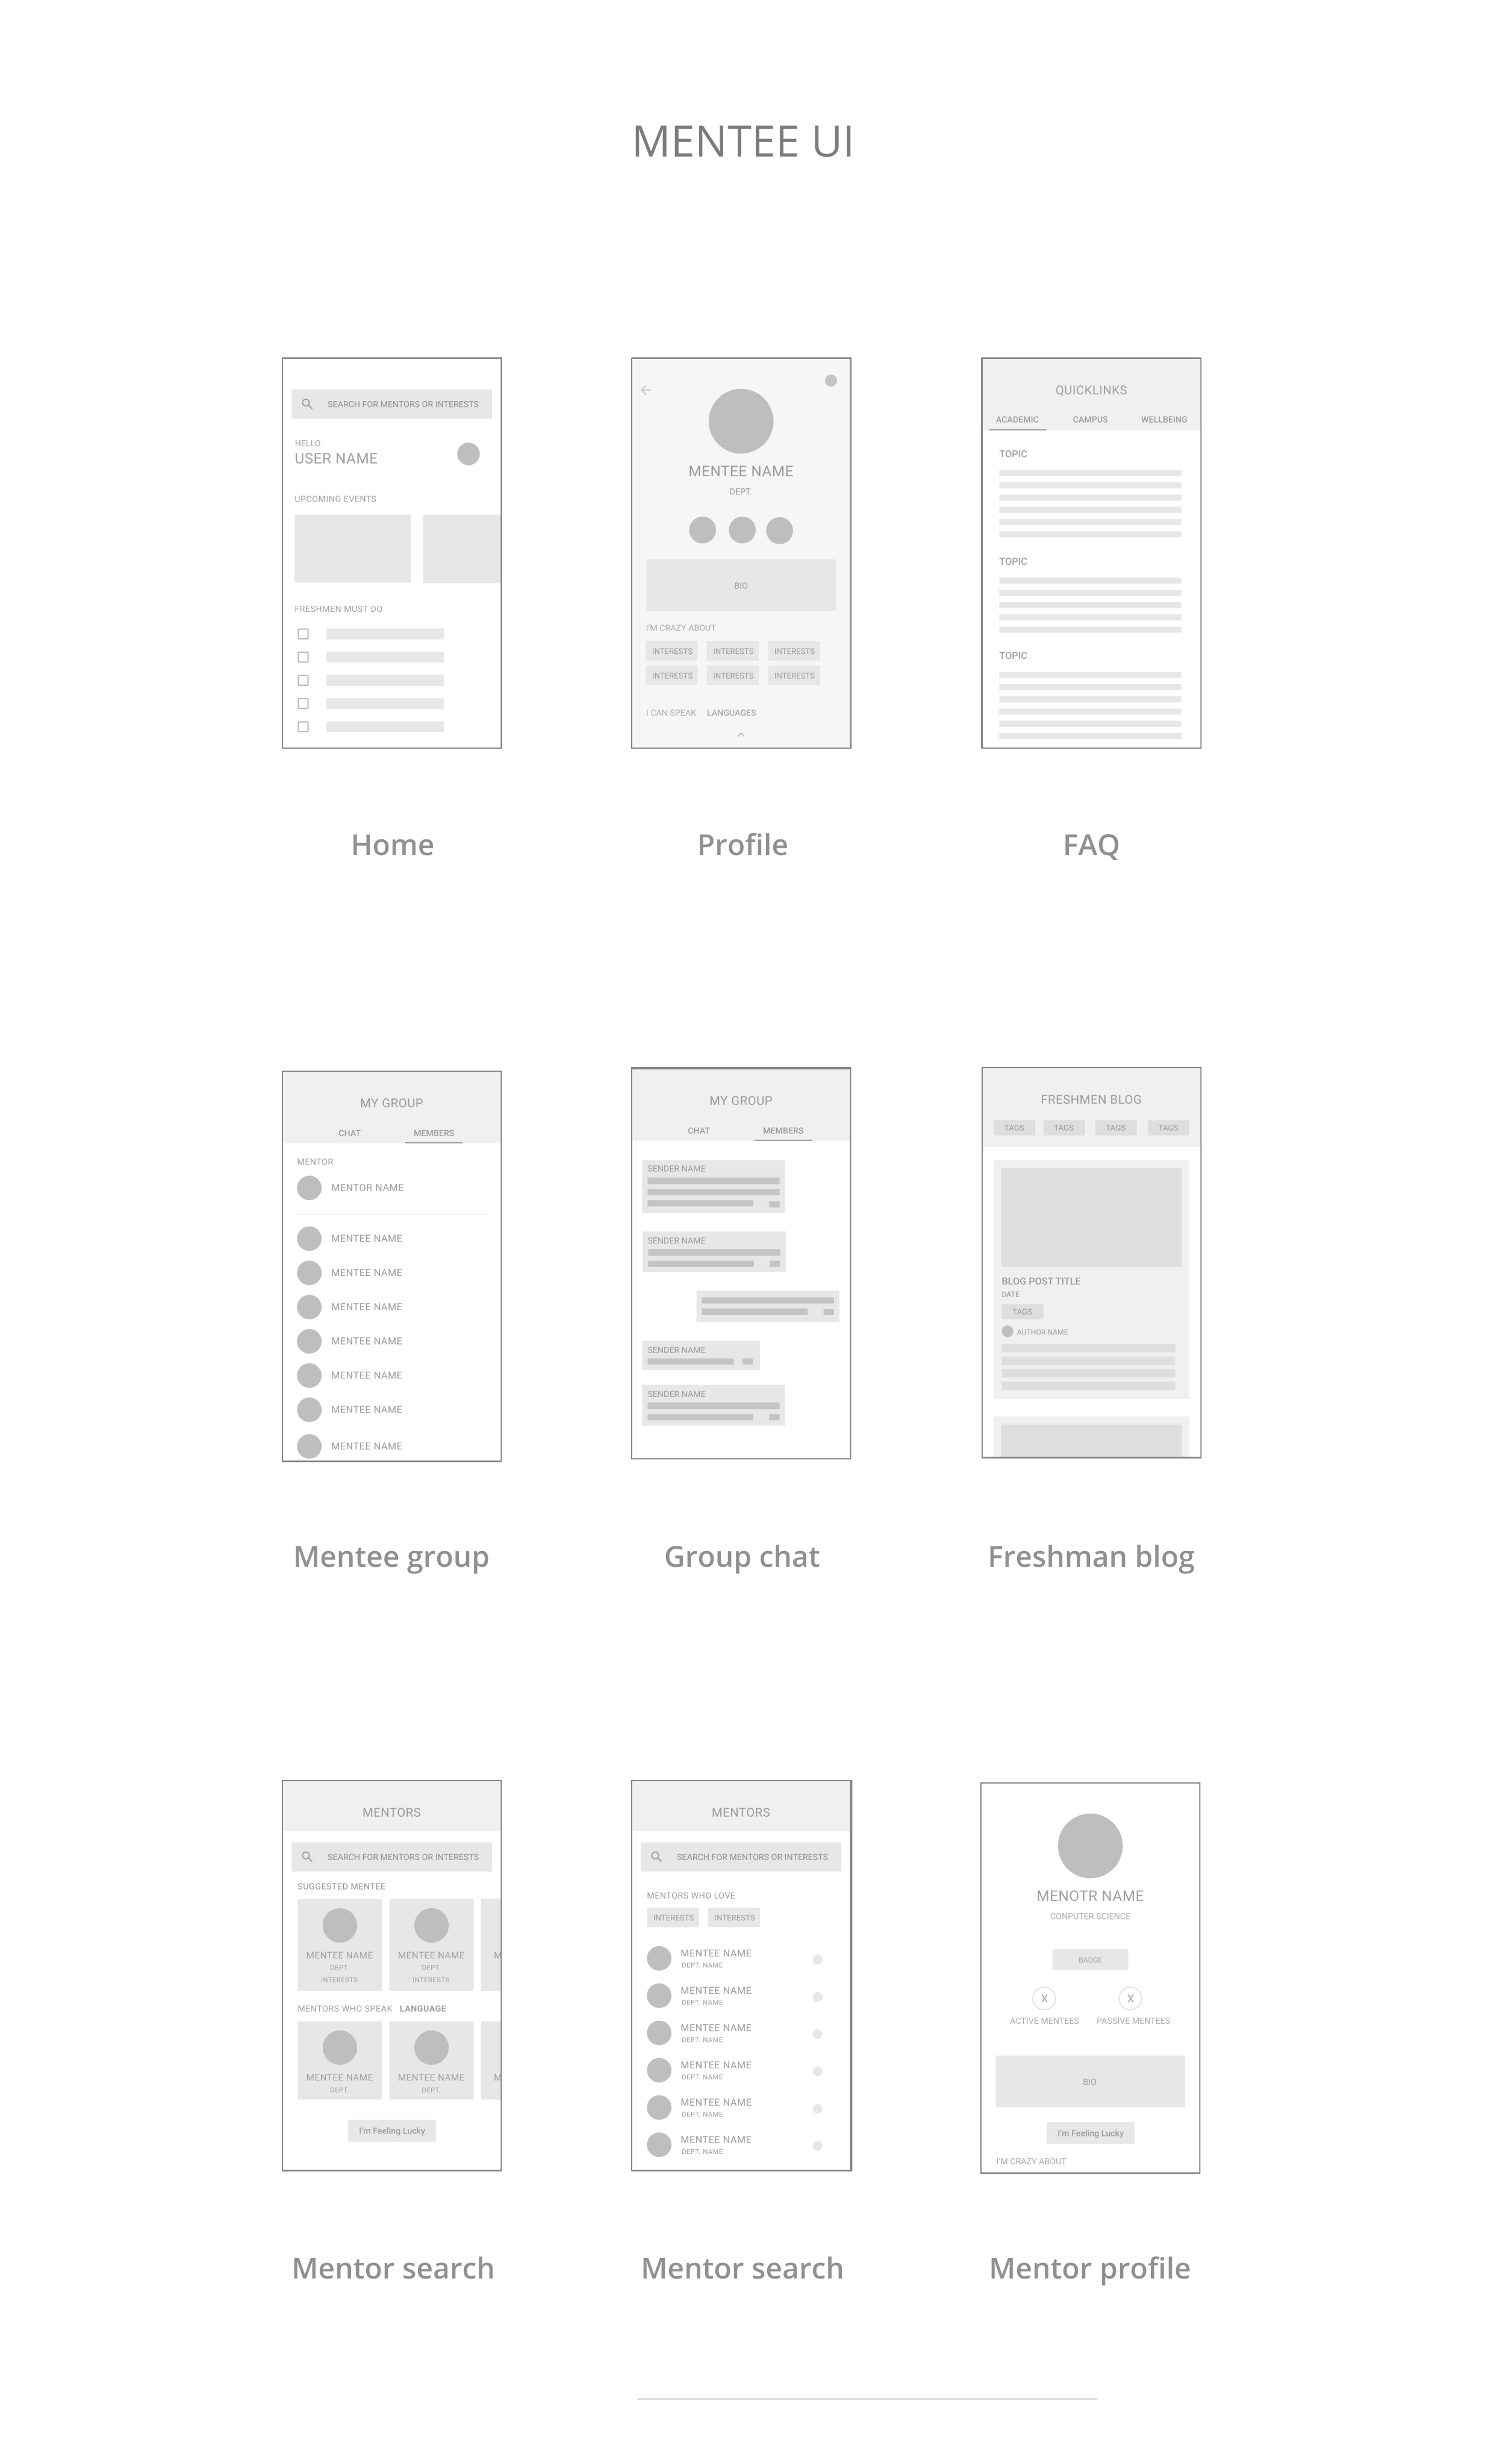 MENTEE UI
SEARCH FOR MENTORS OR INTERESTS
HELLO
USER NAME
UPCOMING EVENTS
FRESHMEN MUST DO
Home
MENTEE NAME
DEPT.
BIO
I'M CRAZY ABOUT
INTERESTS INTERESTS INTERESTS
INTERESTS INTERESTS INTERESTS
I CAN SPEAK LANGUAGES
Profile
QUICKLINKS
ACADEMIC CAMPUS WELLBEING
TOPIC
TOPIC
TOPIC
FAQ
MY GROUP
CHAT MEMBERS
MENTOR
MENTOR NAME
MENTEE NAME
MENTEE NAME
MENTEE NAME
MENTEE NAME
MENTEE NAME
MENTEE NAME
MENTEE NAME
Mentee group
MY GROUP
CHAT MEMBERS
SENDER NAME
SENDER NAME
SENDER NAME
SENDER NAME
Group chat
FRESHMEN BLOG
TAGS TAGS TAGS TAGS
BLOG POST TITLE
DATE
TAGS
AUTHOR NAME
Freshman blog
MENTORS
SEARCH FOR MENTORS OR INTERESTS
SUGGESTED MENTEE
MENTEE NAME MENTEE NAME M
DEPT. DEPT.
INTERESTS INTERESTS
MENTORS WHO SPEAK LANGUAGE
MENTEE NAME MENTEE NAME M
DEPT. DEPT.
I'm Feeling Lucky
Mentor search
MENTORS
SEARCH FOR MENTORS OR INTERESTS
MENTORS WHO LOVE
INTERESTS INTERESTS
MENTEE NAME
DEPT. NAME
MENTEE NAME
DEPT. NAME
MENTEE NAME
DEPT. NAME
MENTEE NAME
DEPT. NAME
MENTEE NAME
DEPT. NAME
MENTEE NAME
DEPT. NAME
Mentor search
MENOTR NAME
CONPUTER SCIENCE
BADGE
X X
ACTIVE MENTEES PASSIVE MENTEES
BIO
I'm Feeling Lucky
I'M CRAZY ABOUT
Mentor profile